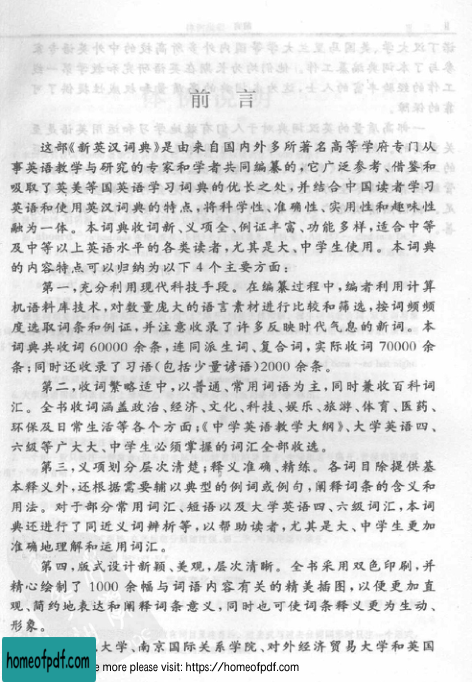 前言
这部《新英汉词典》是由来自国内外多所著名高等学府专门从
事英语教学与研究的专家和学者共同编纂的,它广泛参考、借鉴和
吸取了英美等国英语学习词典的优长之处,并结合中国读者学习
英语和使用英汉词典的特点,将科学性、准确性、实用性和趣味性
融为一体。本词典收词新、义项全、例证丰富、功能多样,适合中等
及中等以上英语水平的各类读者,尤其是大、中学生使用。本词典
的内容特点可以归纳为以下4个主要方面:
第一,充分利用现代科技手段。在编纂过程中,编者利用计算
机语料库技术,对数量庞大的语言素材进行比较和筛选,按词频频
度选取词条和例证,并注意收录了许多反映时代气息的新词。本
词典共收词60000余条,连同派生词、复合词,实际收词70000余
条;同时还收录了习语(包括少量谚语)2000余条。
第二,收词繁略适中,以普通、常用词语为主,同时兼收百科词
汇。全书收词涵盖政治、经济、文化、科技、娱乐、旅游、体育、医药、
环保及日常生活等各个方面;《中学英语教学大纲》、大学英语四、
六级等广大大、中学生必须掌握的词汇全部收选。
第三,义项划分层次清楚;释义准确、精练。各词目除提供基
本释义外,还根据需要辅以典型的例词或例句,阐释词条的含义和
用法。对于部分常用词汇、短语以及大学英语四、六级词汇,本词
典还进行了同近义词辨析等,以帮助读者,尤其是大、中学生更加
准确地理解和运用词汇。
第四,版式设计新颖、美观,层次清晰。全书采用双色印刷,并
精心绘制了1000余幅与词语内容有关的精美插图,以便更加直
观、简约地表达和阐释词条意义,同时也可使词条释义更为生动、
形象。
大学、南京国际关系学院、对外经济贸易大学和英国
homeofpdf.com
e more please visit: https://homeofpdf.com